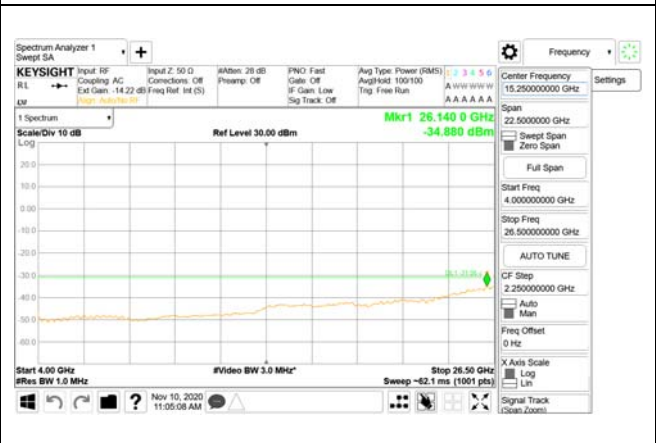 Spectrum Analyzer 1
Swept SA
Frequency
KEYSIGHT
RL
Input: RF
Coupling: AC
Ext Gain: -14.22 dB
Align: Auto/No RF
Input Z: 50 Ω
Corrections: Off
Freq Ref: Int (S)
#Atten: 28 dB
Preamp: Off
PNO: Fast
Gate: Off
IF Gain: Low
Sig Track: Off
Avg Type: Power (RMS)
Avg|Hold: 100/100
Trig: Free Run
1 2 3 4 5 6
A W W W W W
A A A A A A
1 Spectrum
Scale/Div 10 dB
Ref Level 30.00 dBm
Mkr1 26.140 0 GHz
-34.880 dBm
Log
20.0
10.0
0.00
-10.0
-20.0
-30.0
-40.0
-50.0
-60.0
Start 4.00 GHz
#Res BW 1.0 MHz
#Video BW 3.0 MHz*
Stop 26.50 GHz
Sweep ~62.1 ms (1001 pts)
Nov 10, 2020
11:05:08 AM
Center Frequency
15.250000000 GHz
Settings
Span
22.5000000 GHz
Swept Span
Zero Span
Full Span
Start Freq
4.000000000 GHz
Stop Freq
26.500000000 GHz
AUTO TUNE
CF Step
2.250000000 GHz
Auto
Man
Freq Offset
0 Hz
X Axis Scale
Log
Lin
Signal Track
(Span Zoom)